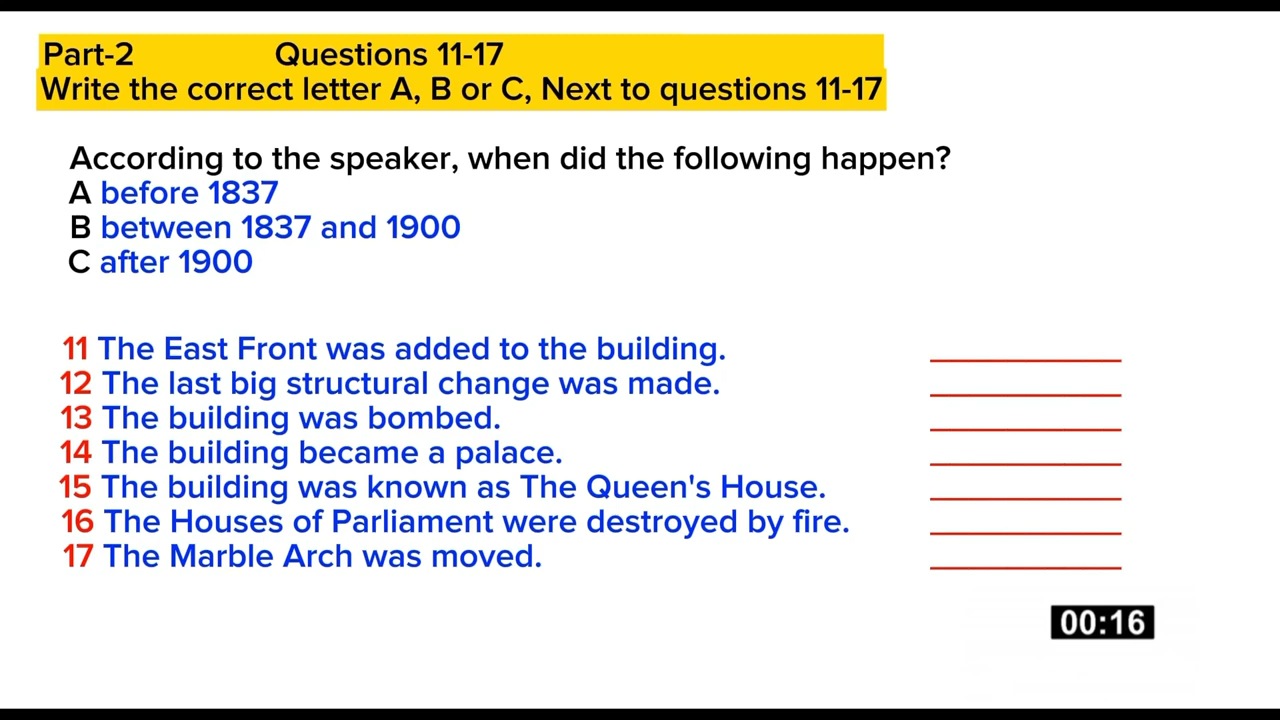 Part-2 Questions 11-17
Write the correct letter A, B or C, Next to questions 11-17
According to the speaker, when did the following happen?
A before 1837
B between 1837 and 1900
C after 1900
11 The East Front was added to the building.
12 The last big structural change was made.
13 The building was bombed.
14 The building became a palace.
15 The building was known as The Queen's House.
16 The Houses of Parliament were destroyed by fire.
17 The Marble Arch was moved.
00:16